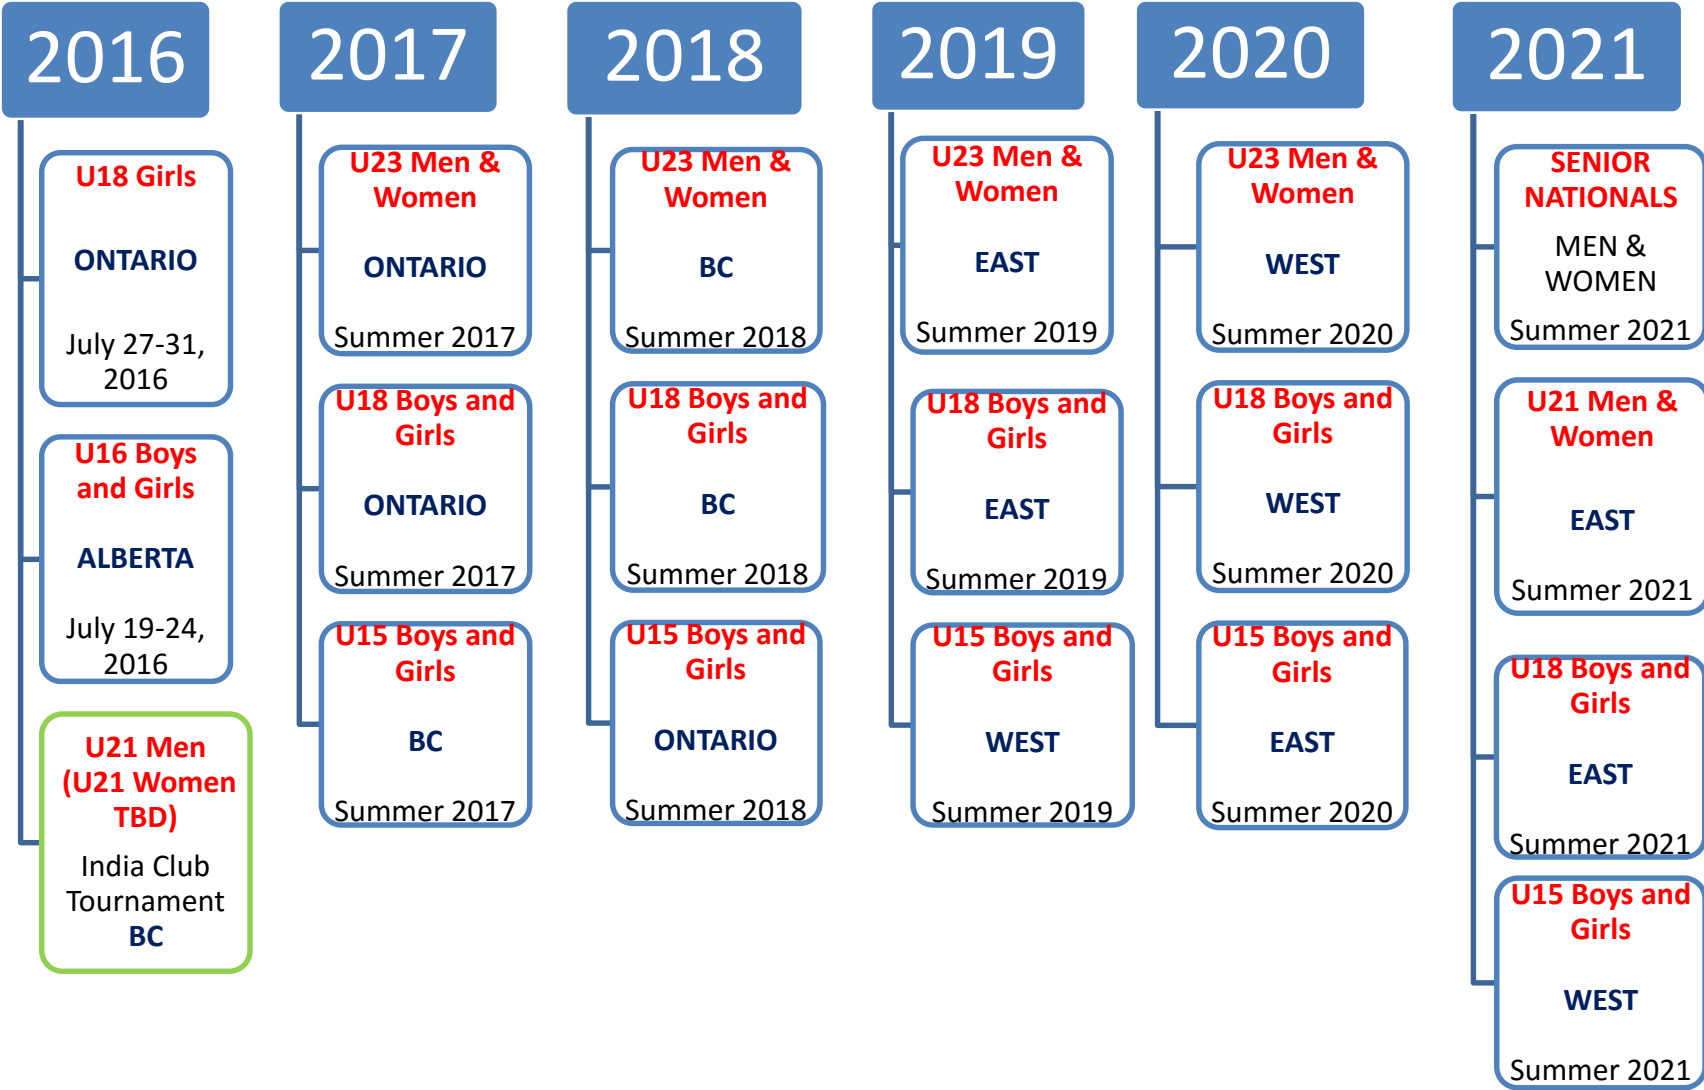 2016
U18 Girls
ONTARIO
July 27-31,
2016
U16 Boys
and Girls
ALBERTA
July 19-24,
2016
U21 Men
(U21 Women
TBD)
India Club
Tournament
BC
2017
U23 Men &
Women
ONTARIO
Summer 2017
U18 Boys and
Girls
ONTARIO
Summer 2017
U15 Boys and
Girls
BC
Summer 2017
2018
U23 Men &
Women
BC
Summer 2018
U18 Boys and
Girls
BC
Summer 2018
U15 Boys and
Girls
ONTARIO
Summer 2018
2019
U23 Men &
Women
EAST
Summer 2019
U18 Boys and
Girls
EAST
Summer 2019
U15 Boys and
Girls
WEST
Summer 2019
2020
U23 Men &
Women
WEST
Summer 2020
U18 Boys and
Girls
WEST
Summer 2020
U15 Boys and
Girls
EAST
Summer 2020
2021
SENIOR
NATIONALS
MEN &
WOMEN
Summer 2021
U21 Men &
Women
EAST
Summer 2021
U18 Boys and
Girls
EAST
Summer 2021
U15 Boys and
Girls
WEST
Summer 2021